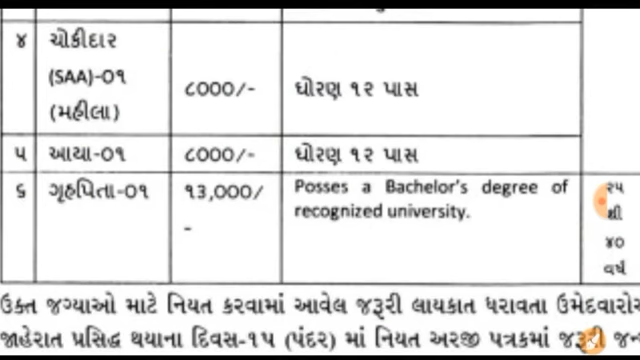 ૪ ચોકીદાર
(SAA)-૦૧
૮૦૦૦/- ધોરણ ૧૨ પાસ
(મહીલા)
૫ આયા-૦૧ ૮૦૦૦/- ધોરણ ૧૨ પાસ
૬ ગૃહપિતા-૦૧ ૧૩,૦૦૦/ Posses a Bachelor's degree of ૨૫
- recognized university. થી
૪૦
વર્ષ
ઉક્ત જગ્યાઓ માટે નિયત કરવામાં આવેલ જરૂરી લાયકાત ધરાવતા ઉમેદવારો
જાહેરાત પ્રસિદ્ધ થયાના દિવસ-૧૫ (પંદર) માં નિયત અરજી પત્રકમાં જરૂરી